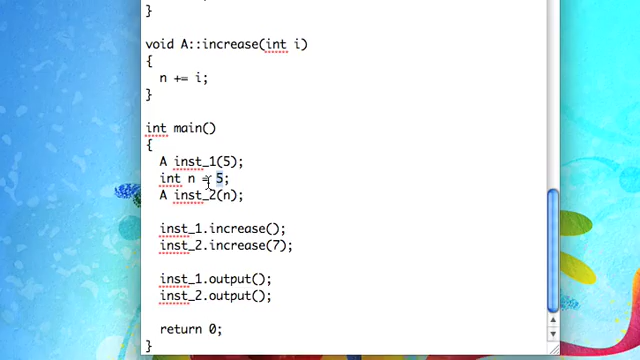 }
void A::increase(int i)
{
n += i;
}
int main()
{
A inst_1(5);
int n = 5;
A inst_2(n);
inst_1.increase();
inst_2.increase(7);
inst_1.output();
inst_2.output();
return 0;
}